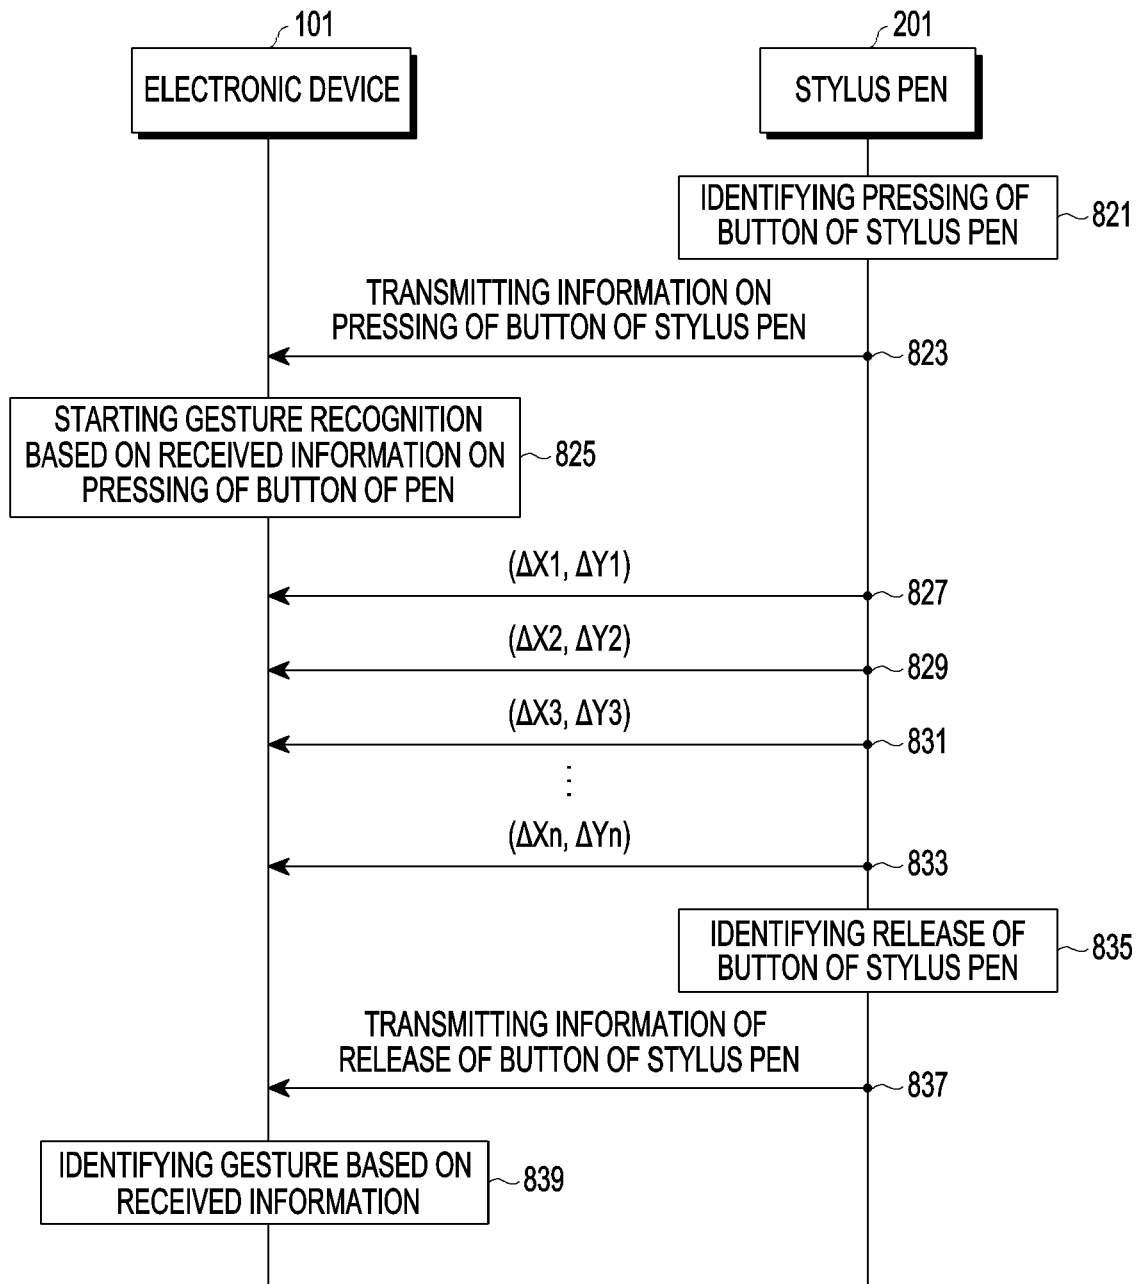 101
201
ELECTRONIC DEVICE
STYLUS PEN
IDENTIFYING PRESSING OF
BUTTON OF STYLUS PEN
821
TRANSMITTING INFORMATION ON
PRESSING OF BUTTON OF STYLUS PEN
823
STARTING GESTURE RECOGNITION
BASED ON RECEIVED INFORMATION ON
PRESSING OF BUTTON OF PEN
825
(ΔX1, ΔY1)
827
(ΔX2, ΔY2)
829
(ΔX3, ΔY3)
831
⋮
(ΔXn, ΔYn)
833
IDENTIFYING RELEASE OF
BUTTON OF STYLUS PEN
835
TRANSMITTING INFORMATION OF
RELEASE OF BUTTON OF STYLUS PEN
837
IDENTIFYING GESTURE BASED ON
RECEIVED INFORMATION
839